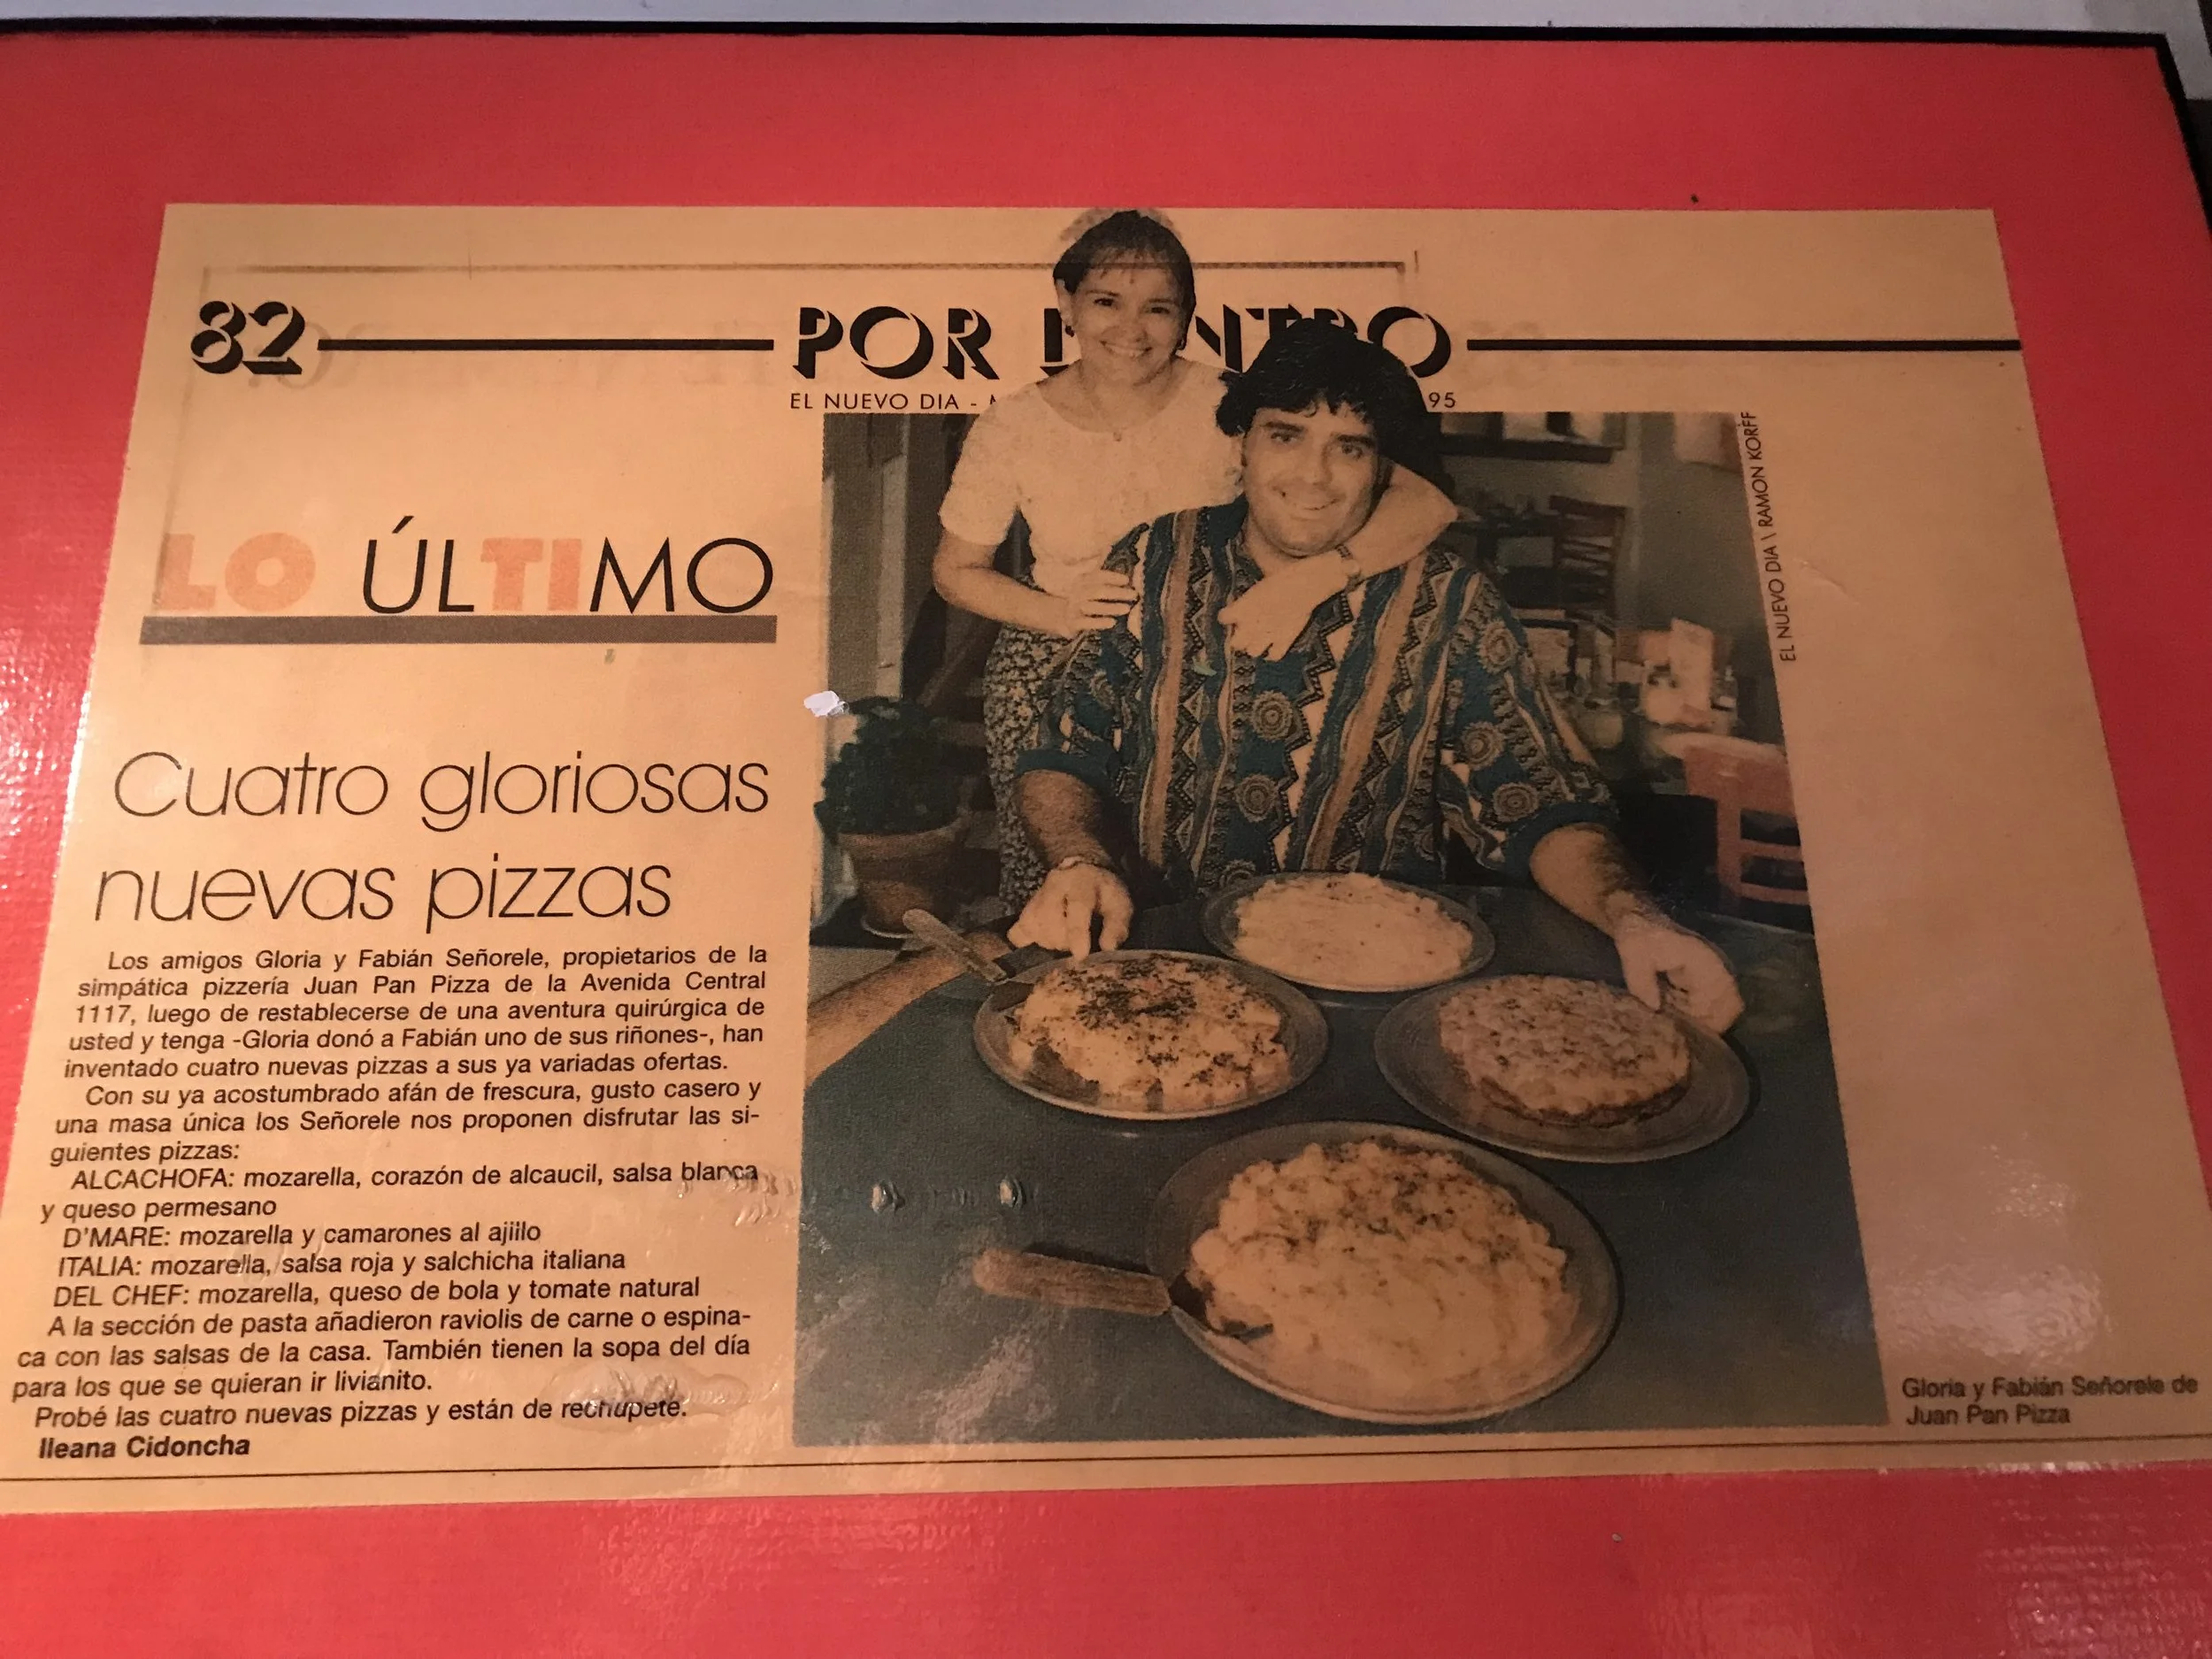 82
POR
EL NUEVO DIA -
95
EL NUEVO DIA \ RAMON KORFF
LO ÚLTIMO
Cuatro gloriosas
nuevas pizzas
Los amigos Gloria y Fabián Señorele, propietarios de la
simpática pizzería Juan Pan Pizza de la Avenida Central
1117, luego de restablecerse de una aventura quirúrgica de
usted y tenga -Gloria donó a Fabián uno de sus riñones-, han
inventado cuatro nuevas pizzas a sus ya variadas ofertas.
Con su ya acostumbrado afán de frescura, gusto casero y
una masa única los Señorele nos proponen disfrutar las si-
guientes pizzas:
ALCACHOFA: mozarella, corazón de alcaucil, salsa blanca
y queso permesano
D'MARE: mozarella y camarones al ajiilo
ITALIA: mozarella, salsa roja y salchicha italiana
DEL CHEF: mozarella, queso de bola y tomate natural
A la sección de pasta añadieron raviolis de carne o espina-
ca con las salsas de la casa. También tienen la sopa del día
para los que se quieran ir livianito.
Probé las cuatro nuevas pizzas y están de rechupete.
Ileana Cidoncha
Gloria y Fabián Señorele de
Juan Pan Pizza